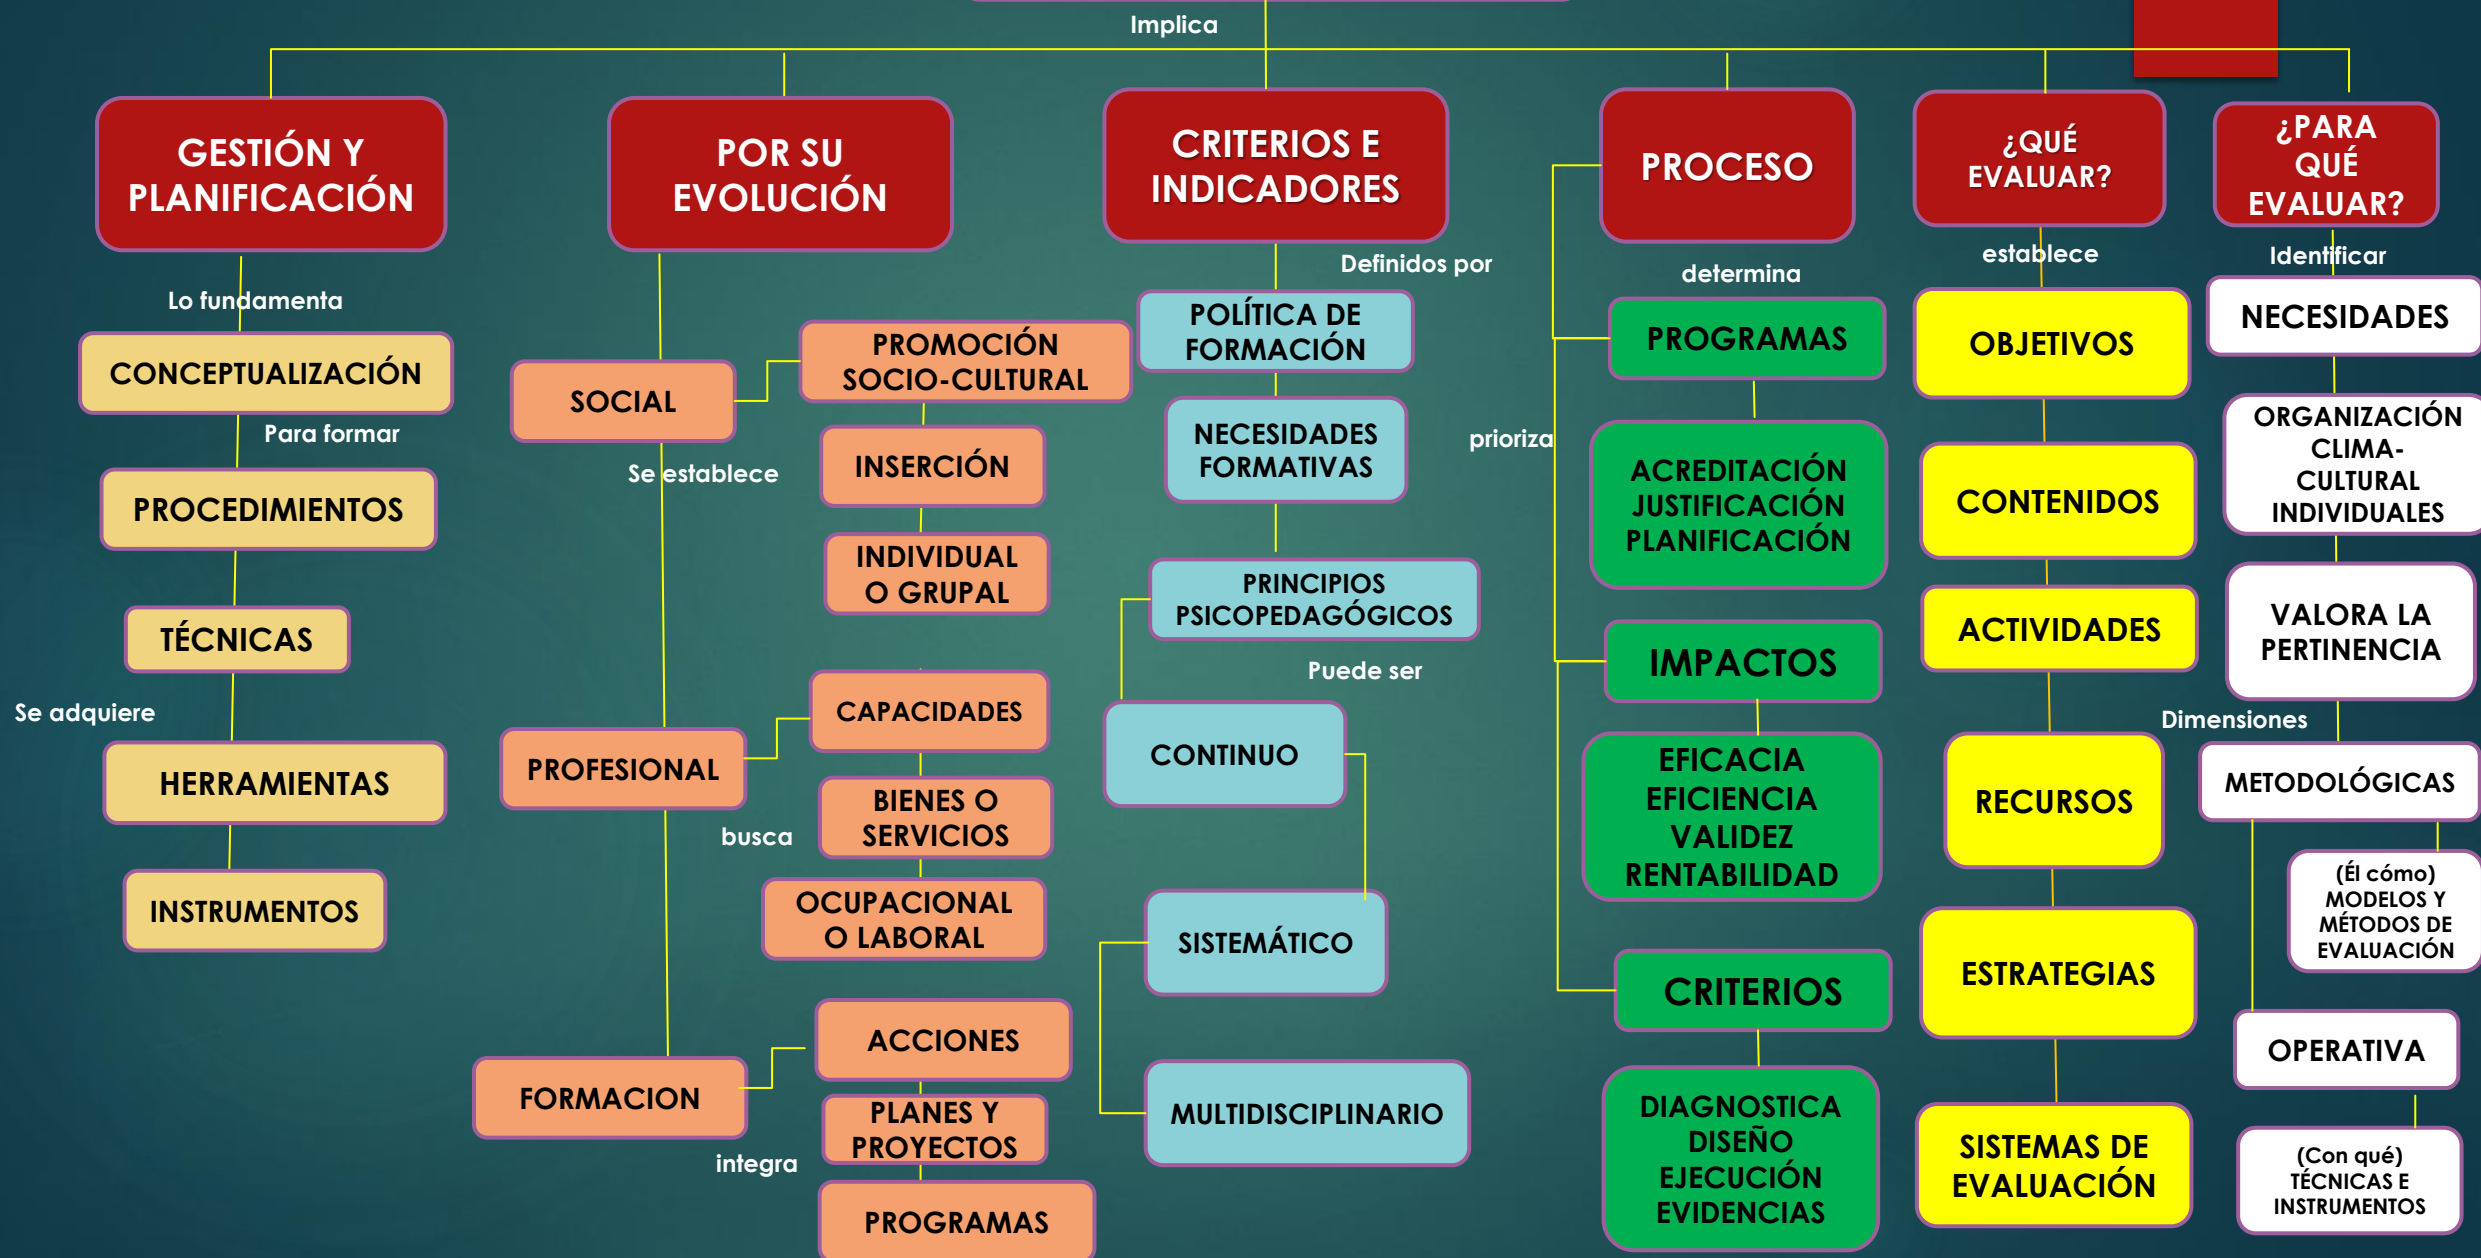 Implica
GESTIÓN Y
PLANIFICACIÓN
Lo fundamenta
CONCEPTUALIZACIÓN
Para formar
PROCEDIMIENTOS
TÉCNICAS
Se adquiere
HERRAMIENTAS
INSTRUMENTOS
POR SU
EVOLUCIÓN
SOCIAL
PROMOCIÓN
SOCIO-CULTURAL
INSERCIÓN
Se establece
INDIVIDUAL
O GRUPAL
PROFESIONAL
CAPACIDADES
BIENES O
SERVICIOS
busca
OCUPACIONAL
O LABORAL
FORMACION
ACCIONES
PLANES Y
PROYECTOS
integra
PROGRAMAS
CRITERIOS E
INDICADORES
Definidos por
POLÍTICA DE
FORMACIÓN
NECESIDADES
FORMATIVAS
PRINCIPIOS
PSICOPEDAGÓGICOS
Puede ser
CONTINUO
SISTEMÁTICO
MULTIDISCIPLINARIO
PROCESO
determina
PROGRAMAS
prioriza
ACREDITACIÓN
JUSTIFICACIÓN
PLANIFICACIÓN
IMPACTOS
EFICACIA
EFICIENCIA
VALIDEZ
RENTABILIDAD
CRITERIOS
DIAGNOSTICA
DISEÑO
EJECUCIÓN
EVIDENCIAS
¿QUÉ
EVALUAR?
establece
OBJETIVOS
CONTENIDOS
ACTIVIDADES
RECURSOS
ESTRATEGIAS
SISTEMAS DE
EVALUACIÓN
¿PARA
QUÉ
EVALUAR?
Identificar
NECESIDADES
ORGANIZACIÓN
CLIMA-
CULTURAL
INDIVIDUALES
VALORA LA
PERTINENCIA
Dimensiones
METODOLÓGICAS
(Él cómo)
MODELOS Y
MÉTODOS DE
EVALUACIÓN
OPERATIVA
(Con qué)
TÉCNICAS E
INSTRUMENTOS